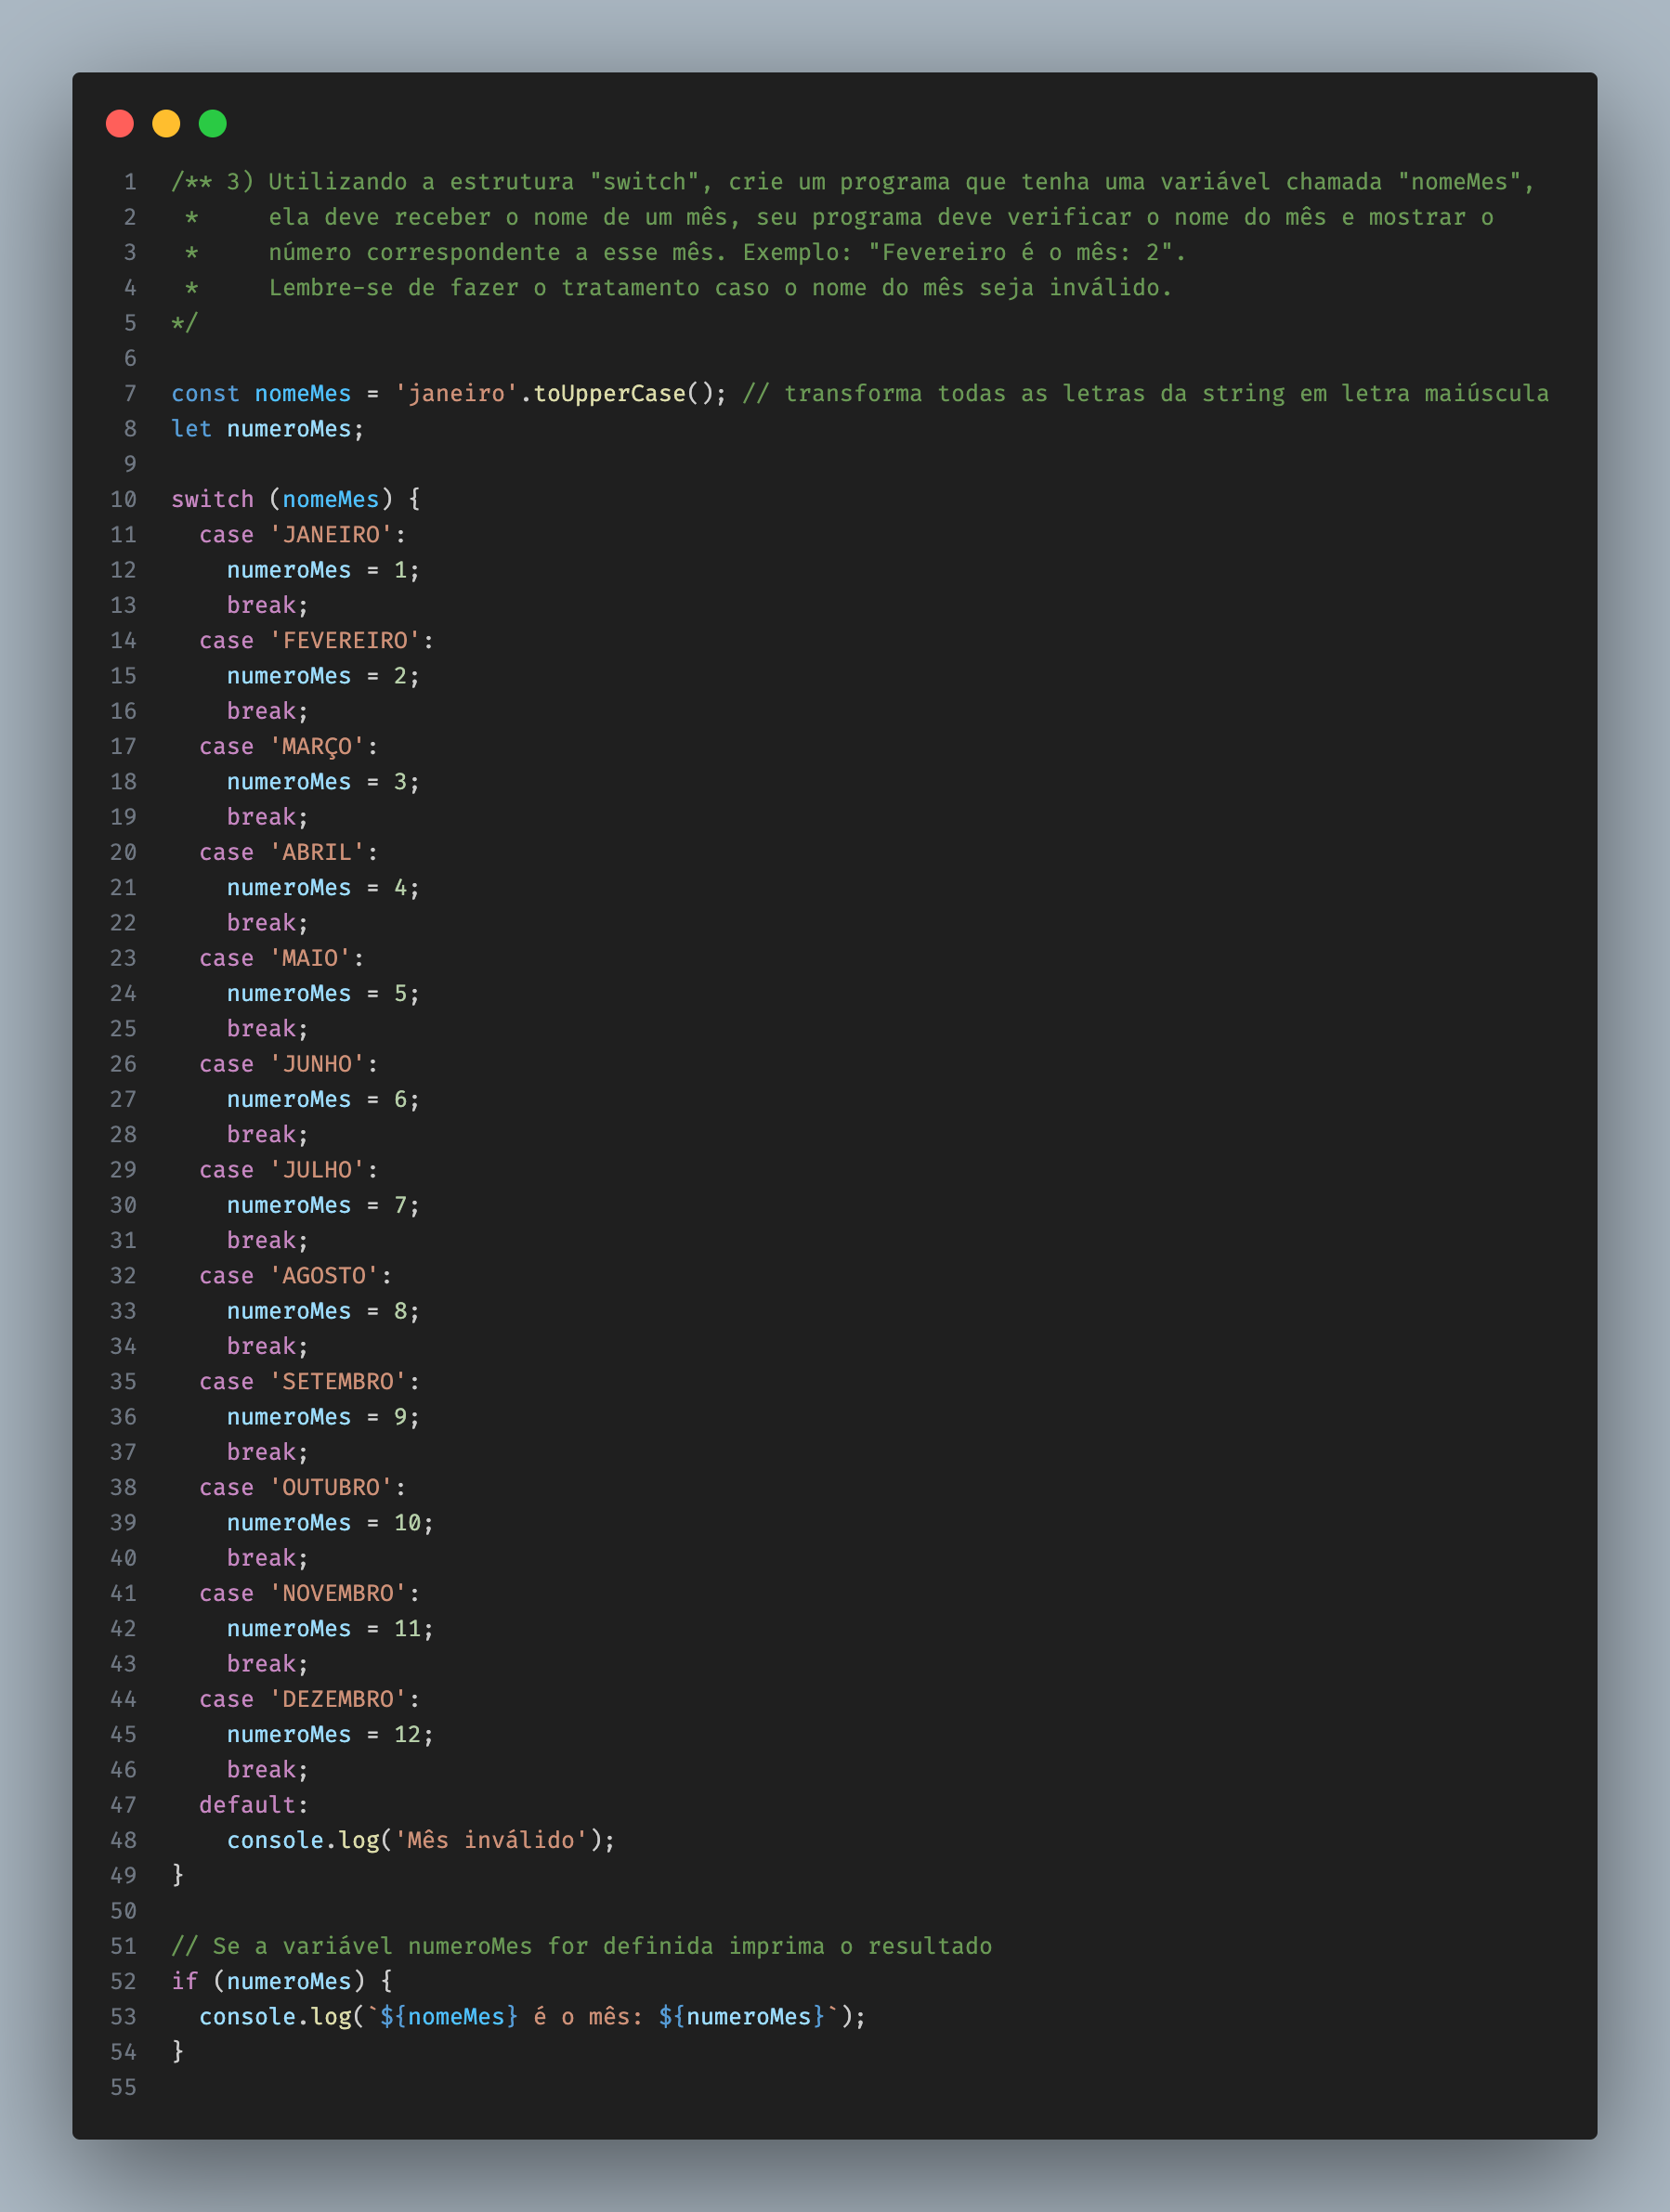 1 /** 3) Utilizando a estrutura "switch", crie um programa que tenha uma variável chamada "nomeMes",
2  *     ela deve receber o nome de um mês, seu programa deve verificar o nome do mês e mostrar o
3  *     número correspondente a esse mês. Exemplo: "Fevereiro é o mês: 2".
4  *     Lembre-se de fazer o tratamento caso o nome do mês seja inválido.
5 */
6
7 const nomeMes = 'janeiro'.toUpperCase(); // transforma todas as letras da string em letra maiúscula
8 let numeroMes;
9
10 switch (nomeMes) {
11   case 'JANEIRO':
12     numeroMes = 1;
13     break;
14   case 'FEVEREIRO':
15     numeroMes = 2;
16     break;
17   case 'MARÇO':
18     numeroMes = 3;
19     break;
20   case 'ABRIL':
21     numeroMes = 4;
22     break;
23   case 'MAIO':
24     numeroMes = 5;
25     break;
26   case 'JUNHO':
27     numeroMes = 6;
28     break;
29   case 'JULHO':
30     numeroMes = 7;
31     break;
32   case 'AGOSTO':
33     numeroMes = 8;
34     break;
35   case 'SETEMBRO':
36     numeroMes = 9;
37     break;
38   case 'OUTUBRO':
39     numeroMes = 10;
40     break;
41   case 'NOVEMBRO':
42     numeroMes = 11;
43     break;
44   case 'DEZEMBRO':
45     numeroMes = 12;
46     break;
47   default:
48     console.log('Mês inválido');
49 }
50
51 // Se a variável numeroMes for definida imprima o resultado
52 if (numeroMes) {
53   console.log(`${nomeMes} é o mês: ${numeroMes}`);
54 }
55